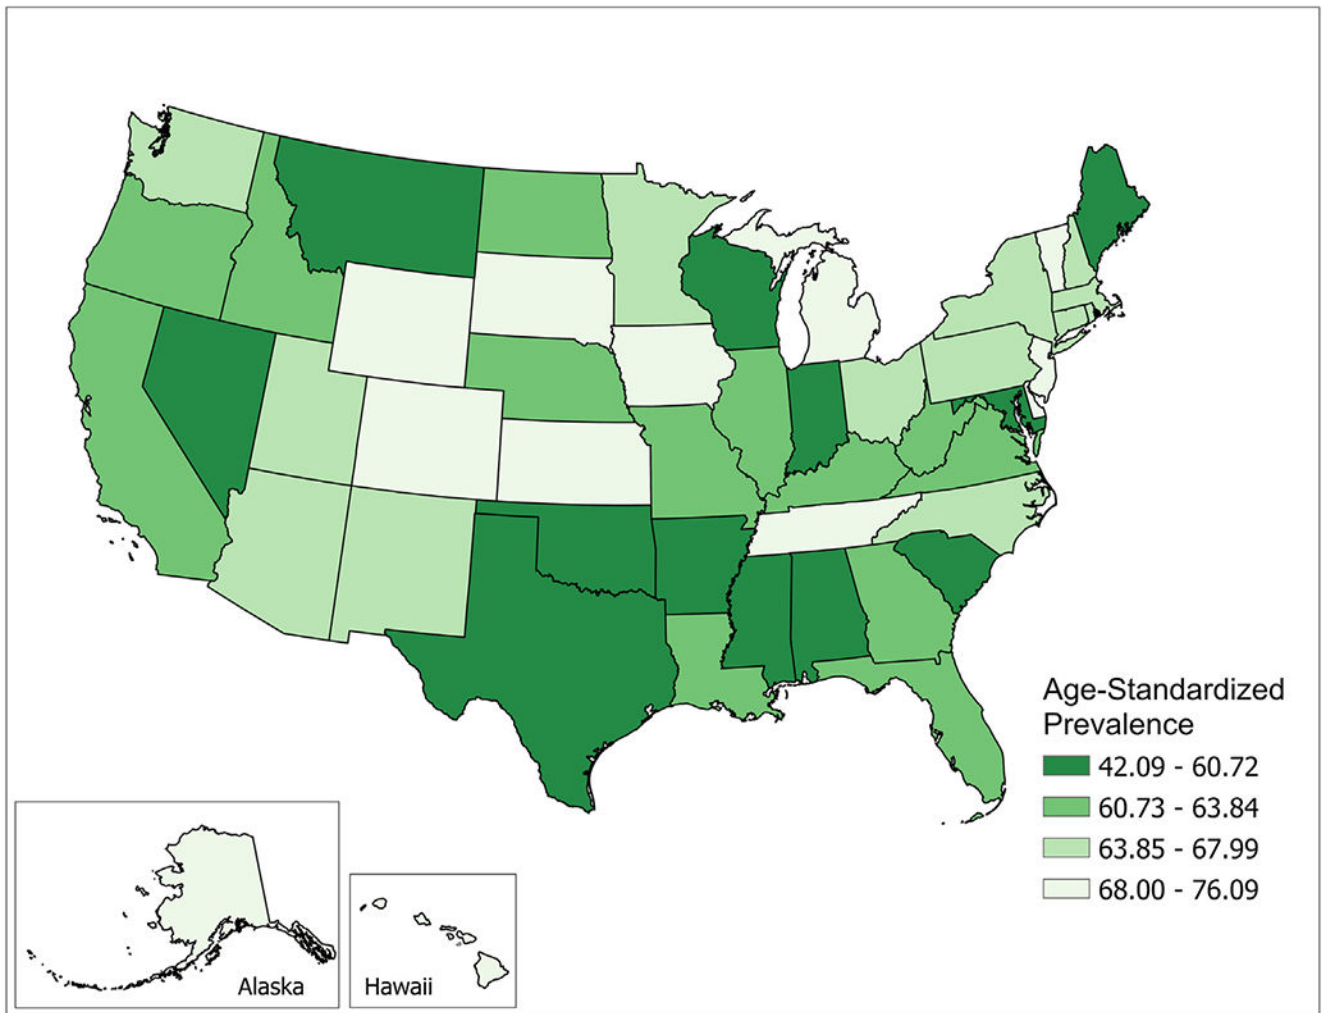 Age-Standardized
Prevalence
42.09 - 60.72
60.73 - 63.84
63.85 - 67.99
68.00 - 76.09
Alaska
Hawaii